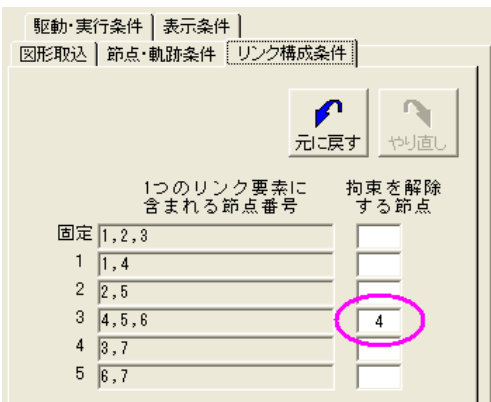 駆動・実行条件 表示条件
図形取込 節点・軌跡条件 リンク構成条件
元に戻す やり直し
1つのリンク要素に 拘束を解除
含まれる節点番号 する節点
固定 1,2,3
1 1,4
2 2,5
3 4,5,6 4
4 3,7
5 6,7